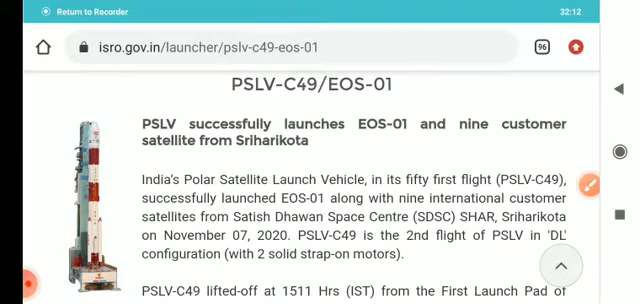 Return to Recorder
32:12
isro.gov.in/launcher/pslv-c49-eos-01
96
PSLV-C49/EOS-01
PSLV successfully launches EOS-01 and nine customer
satellite from Sriharikota
India's Polar Satellite Launch Vehicle, in its fifty first flight (PSLV-C49),
successfully launched EOS-01 along with nine international customer
satellites from Satish Dhawan Space Centre (SDSC) SHAR, Sriharikota
on November 07, 2020. PSLV-C49 is the 2nd flight of PSLV in 'DL'
configuration (with 2 solid strap-on motors).
PSLV-C49 lifted-off at 1511 Hrs (IST) from the First Launch Pad of